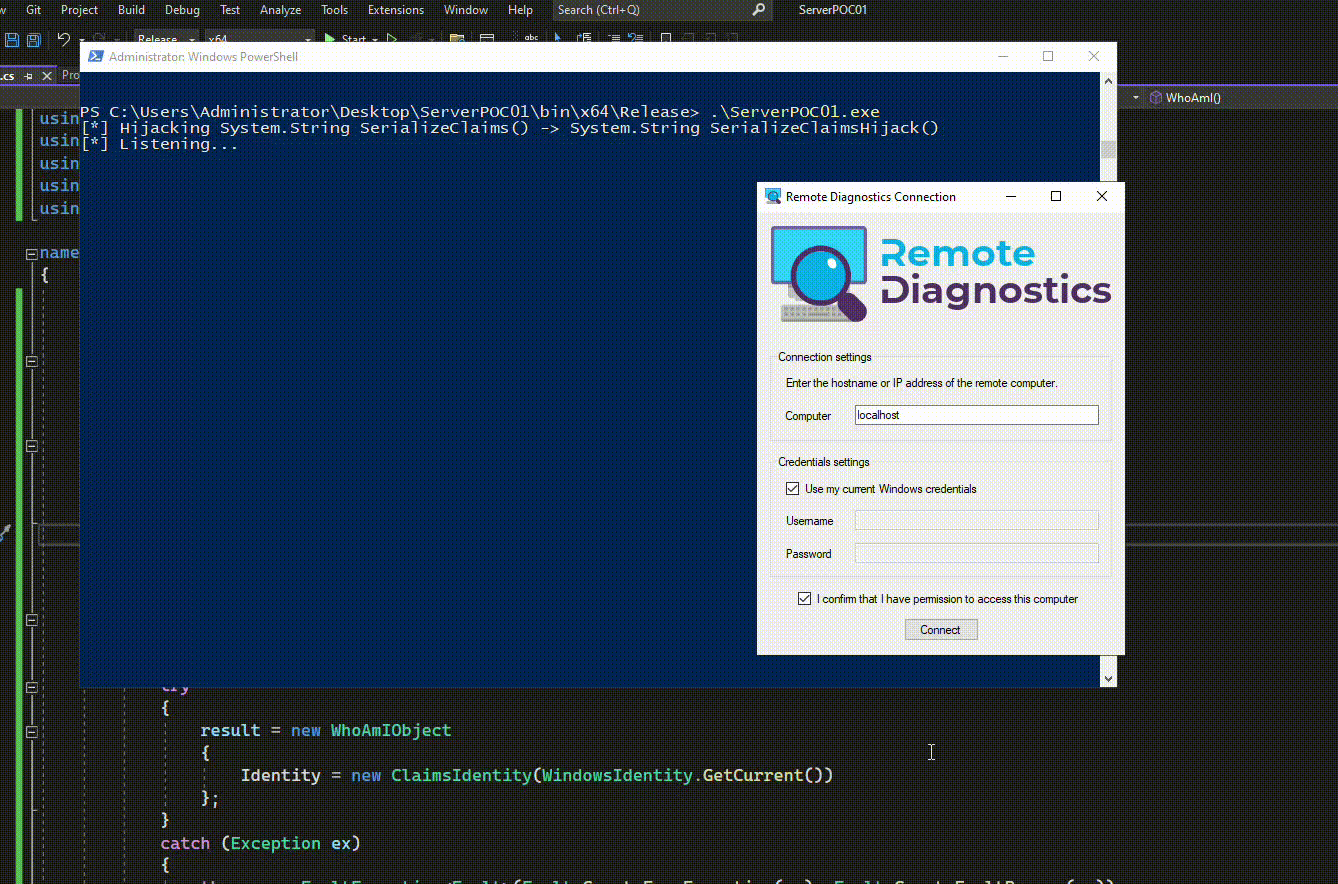 Git Project Build Debug Test Analyze Tools Extensions Window Help Search (Ctrl+Q) ServerPOC01
Release x64 Start
.cs
Administrator: Windows PowerShell
WhoAmI()
PS C:\Users\Administrator\Desktop\ServerPOC01\bin\x64\Release> .\ServerPOC01.exe
[*] Hijacking System.String SerializeClaims() -> System.String SerializeClaimsHijack()
[*] Listening...
usin
usin
usin
usin
usin
name
{
Remote Diagnostics Connection
Remote
Diagnostics
Connection settings
Enter the hostname or IP address of the remote computer.
Computer localhost
Credentials settings
Use my current Windows credentials
Username
Password
I confirm that I have permission to access this computer
Connect
try
{
result = new WhoAmIObject
{
Identity = new ClaimsIdentity(WindowsIdentity.GetCurrent())
};
}
catch (Exception ex)
{